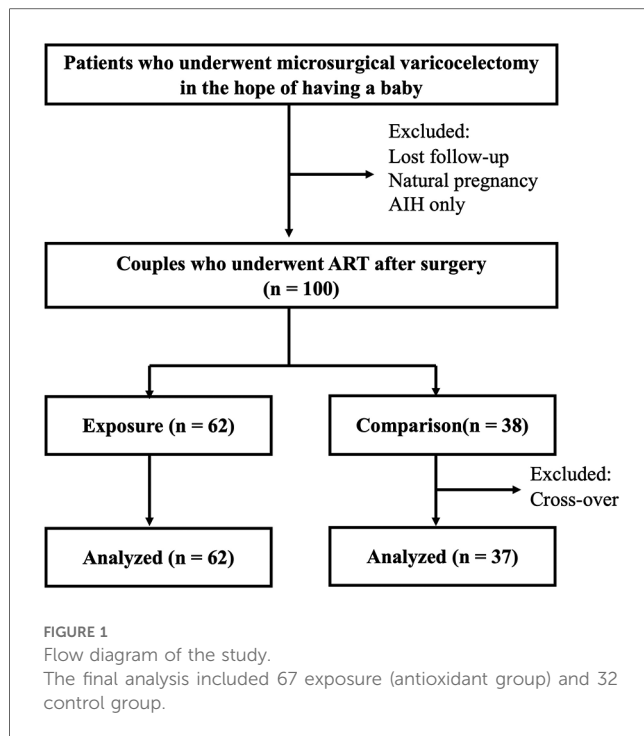 Patients who underwent microsurgical varicocelectomy
in the hope of having a baby
Excluded:
Lost follow-up
Natural pregnancy
AIH only
Couples who underwent ART after surgery
(n = 100)
Exposure (n = 62)
Comparison(n = 38)
Excluded:
Cross-over
Analyzed (n = 62)
Analyzed (n = 37)
FIGURE 1
Flow diagram of the study.
The final analysis included 67 exposure (antioxidant group) and 32
control group.